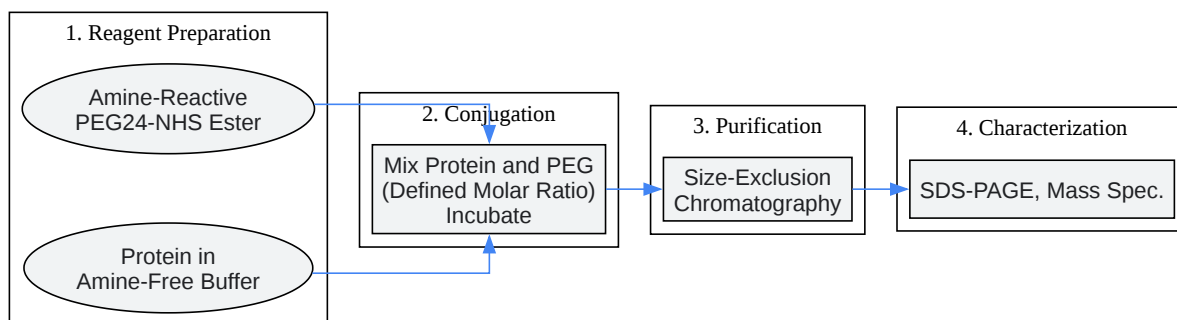 1. Reagent Preparation
Amine-Reactive
PEG24-NHS Ester
Protein in
Amine-Free Buffer
2. Conjugation
Mix Protein and PEG
(Defined Molar Ratio)
Incubate
3. Purification
Size-Exclusion
Chromatography
4. Characterization
SDS-PAGE, Mass Spec.